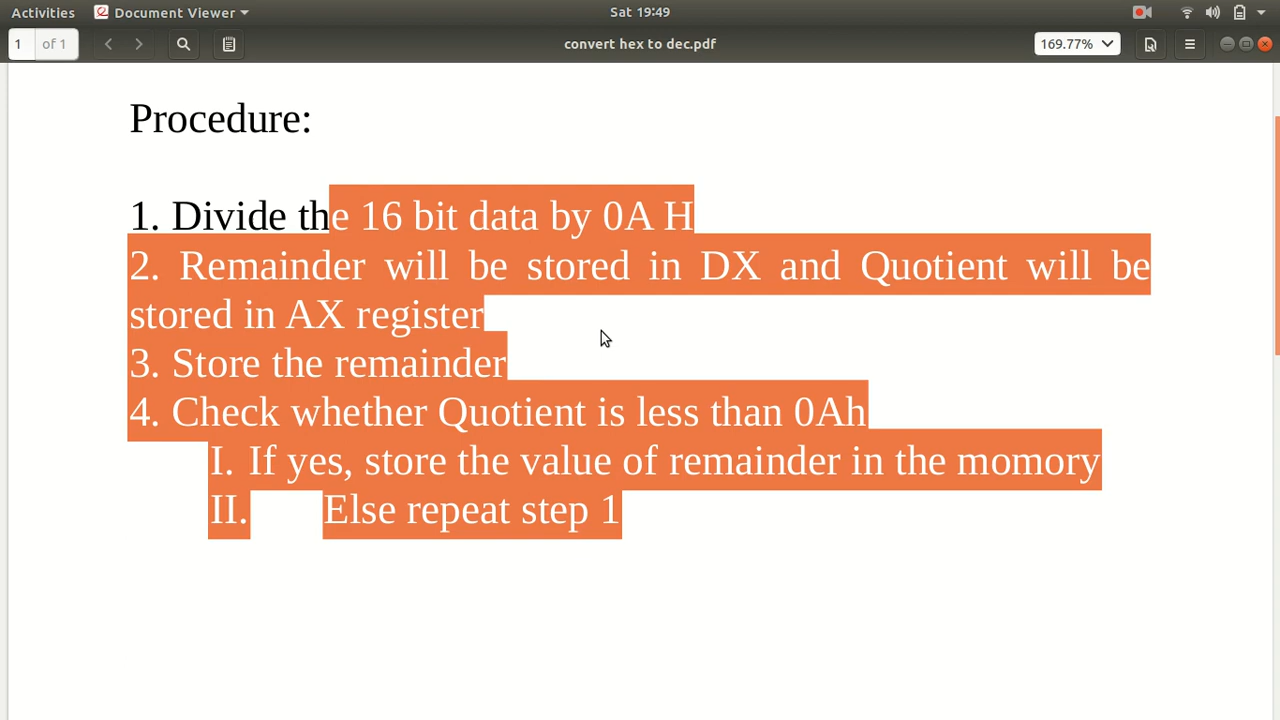 Activities Document Viewer Sat 19:49
1 of 1 convert hex to dec.pdf 169.77%
Procedure:
1. Divide the 16 bit data by 0A H
2. Remainder will be stored in DX and Quotient will be
stored in AX register
3. Store the remainder
4. Check whether Quotient is less than 0Ah
I. If yes, store the value of remainder in the momory
II. Else repeat step 1